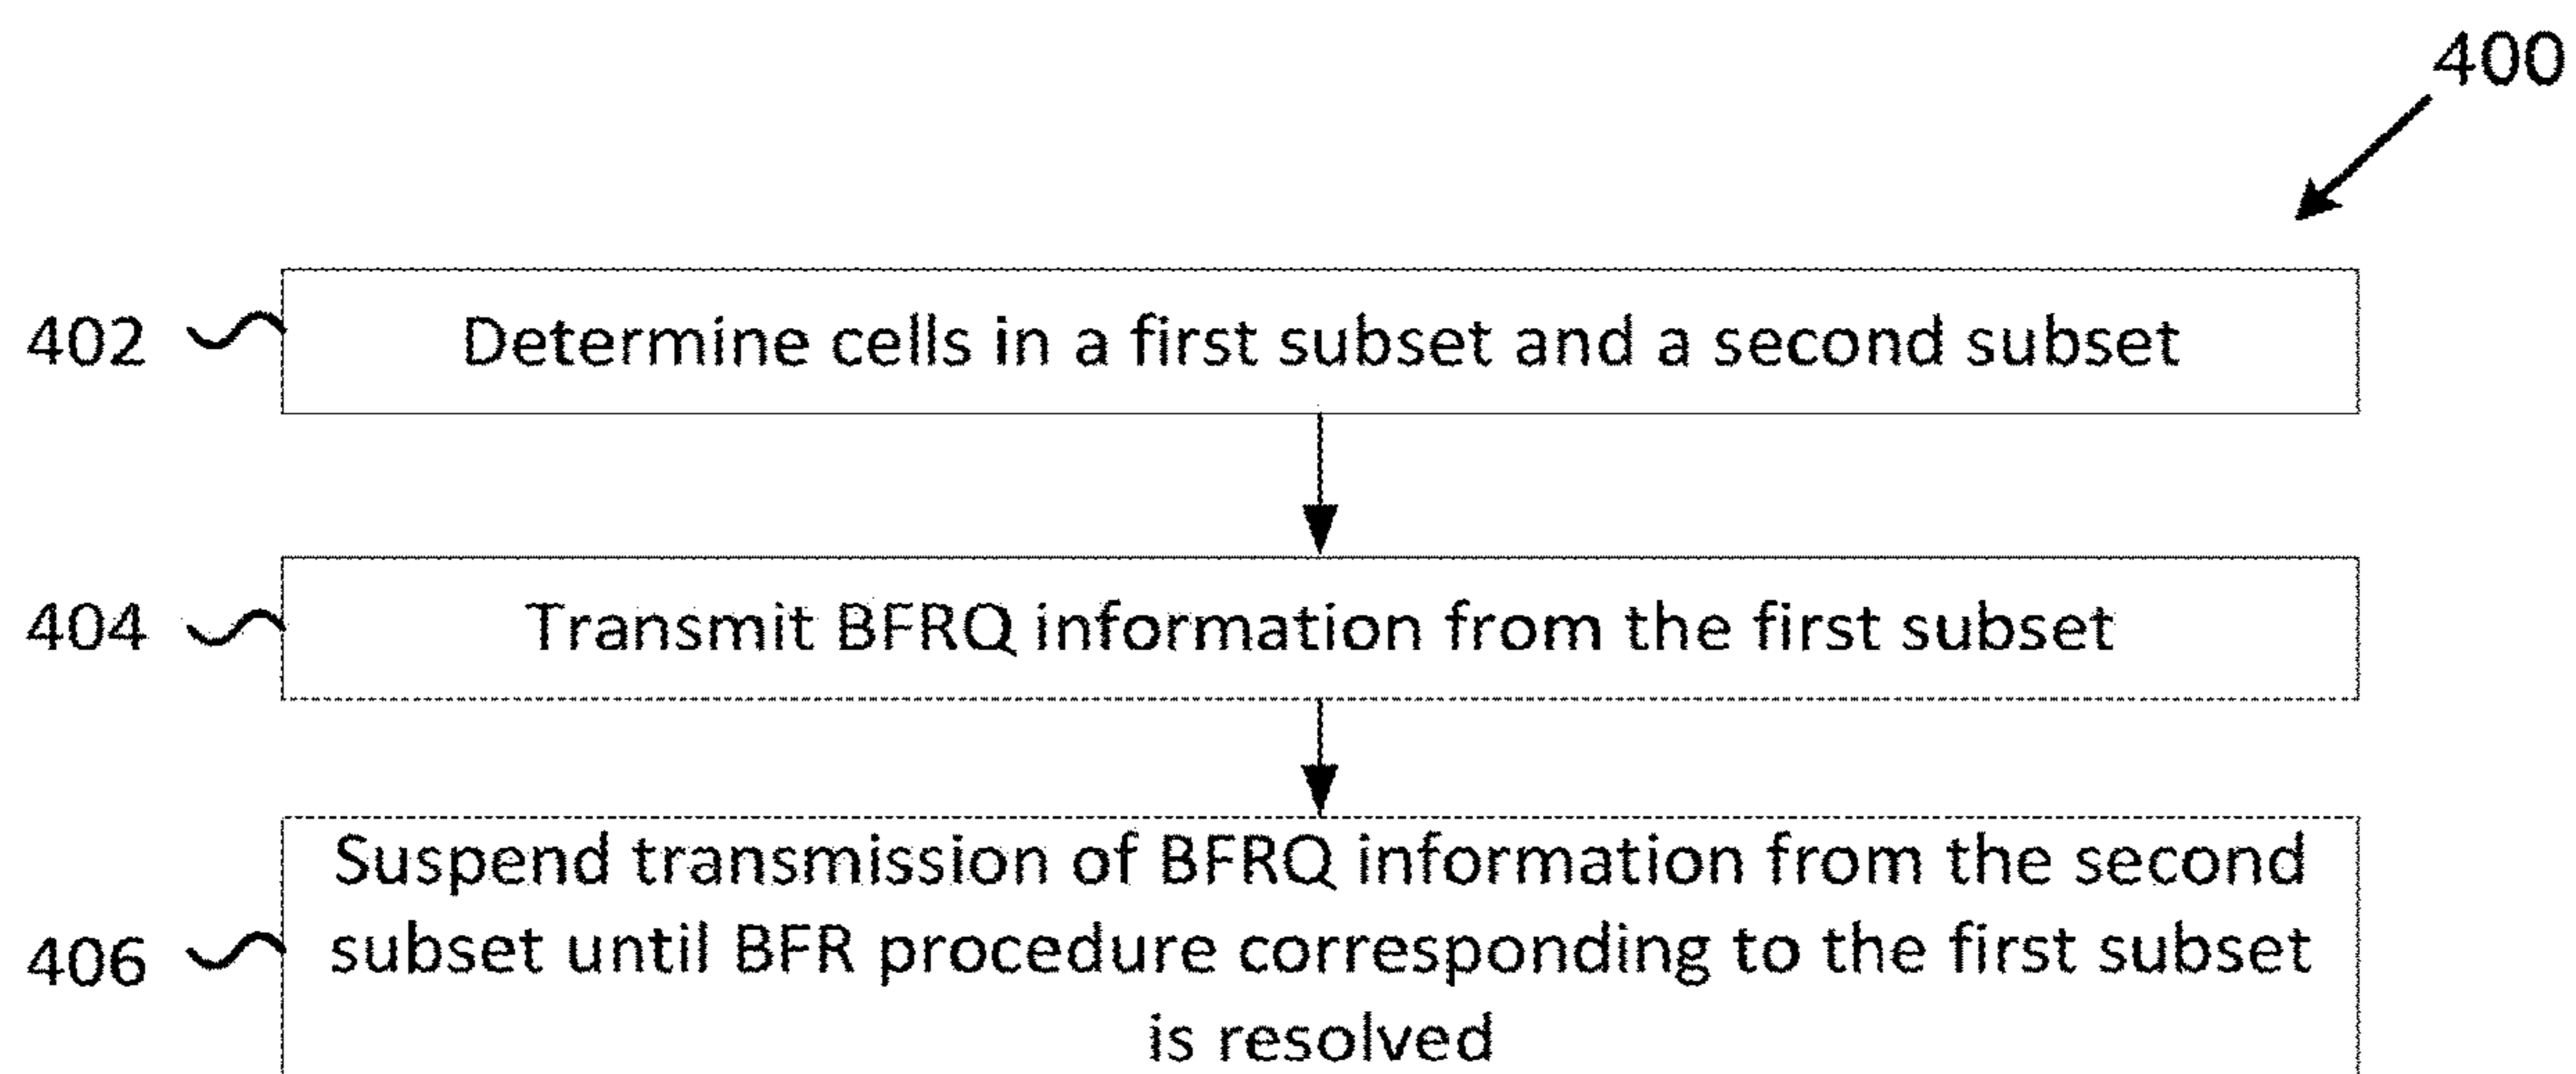 400
402
Determine cells in a first subset and a second subset
404
Transmit BFRQ information from the first subset
Suspend transmission of BFRQ information from the second
406
subset until BFR procedure corresponding to the first subset
is resolved